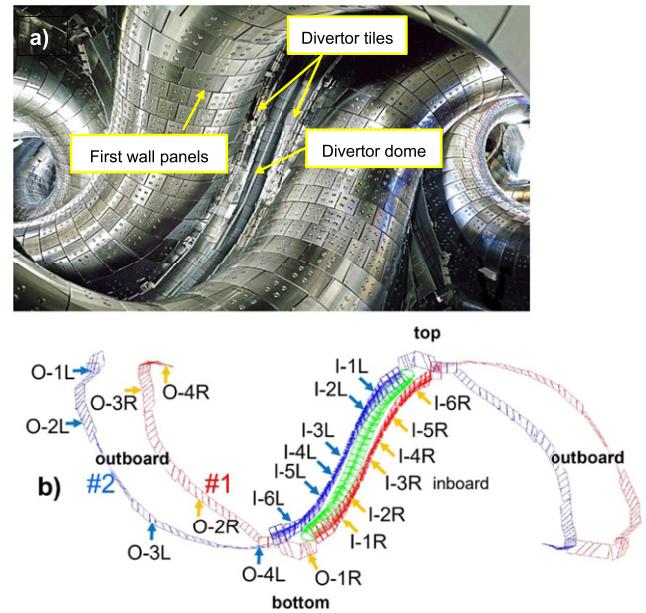 a)
Divertor tiles
First wall panels
Divertor dome
top
O-1L
O-4R
O-3R
O-2L
I-1L
I-2L
I-6R
I-3L
I-5R
I-4L
I-4R
outboard
outboard
I-5L
I-3R inboard
b)
#2
#1
I-6L
I-2R
O-2R
I-1R
O-3L
O-4L
O-1R
bottom